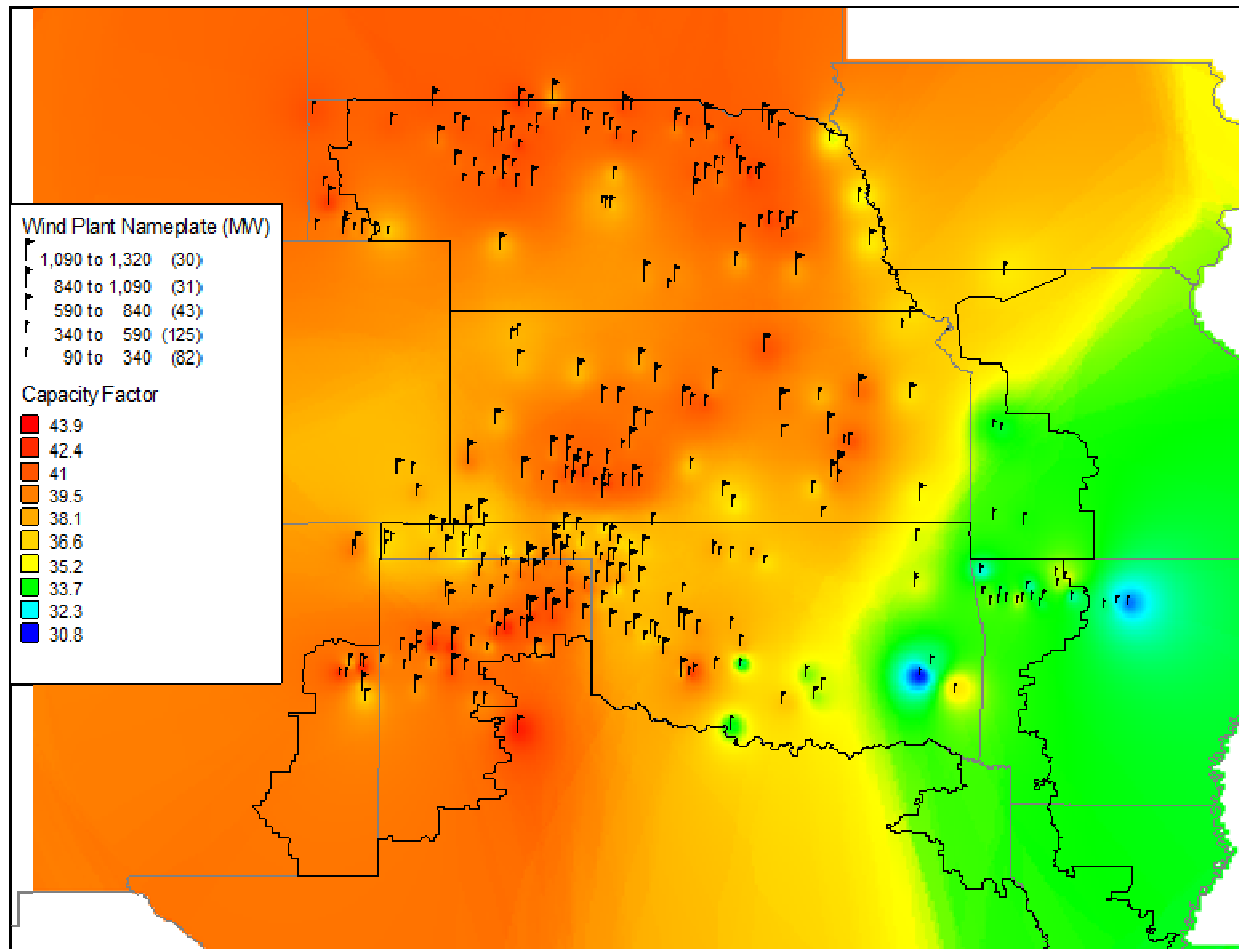 Wind Plant Nameplate (MW)
1,090 to 1,320 (30)
840 to 1,090 (31)
590 to 840 (43)
340 to 590 (125)
90 to 340 (82)
Capacity Factor
43.9
42.4
41
39.5
38.1
36.6
35.2
33.7
32.3
30.8